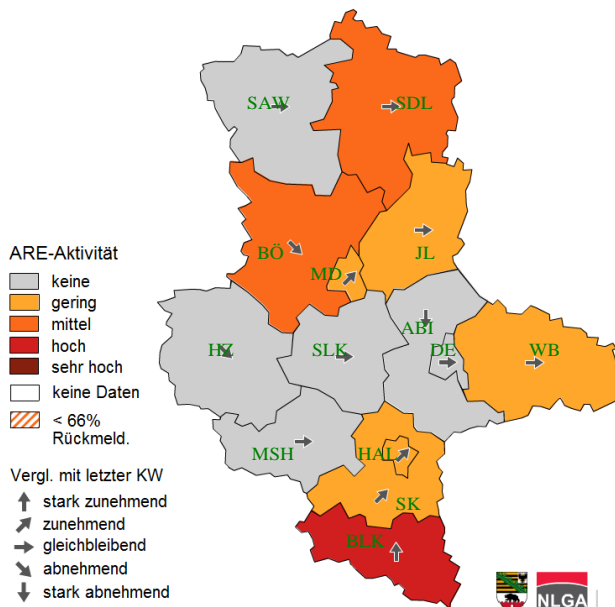 SAW
SDL
BÖ
MD
JL
ARE-Aktivität
keine
gering
mittel
hoch
sehr hoch
keine Daten
< 66%
Rückmeld.
HZ
SLK
ABI
DE
WB
MSH
HAL
SK
BLK
Vergl. mit letzter KW
stark zunehmend
zunehmend
gleichbleibend
abnehmend
stark abnehmend
NLGA